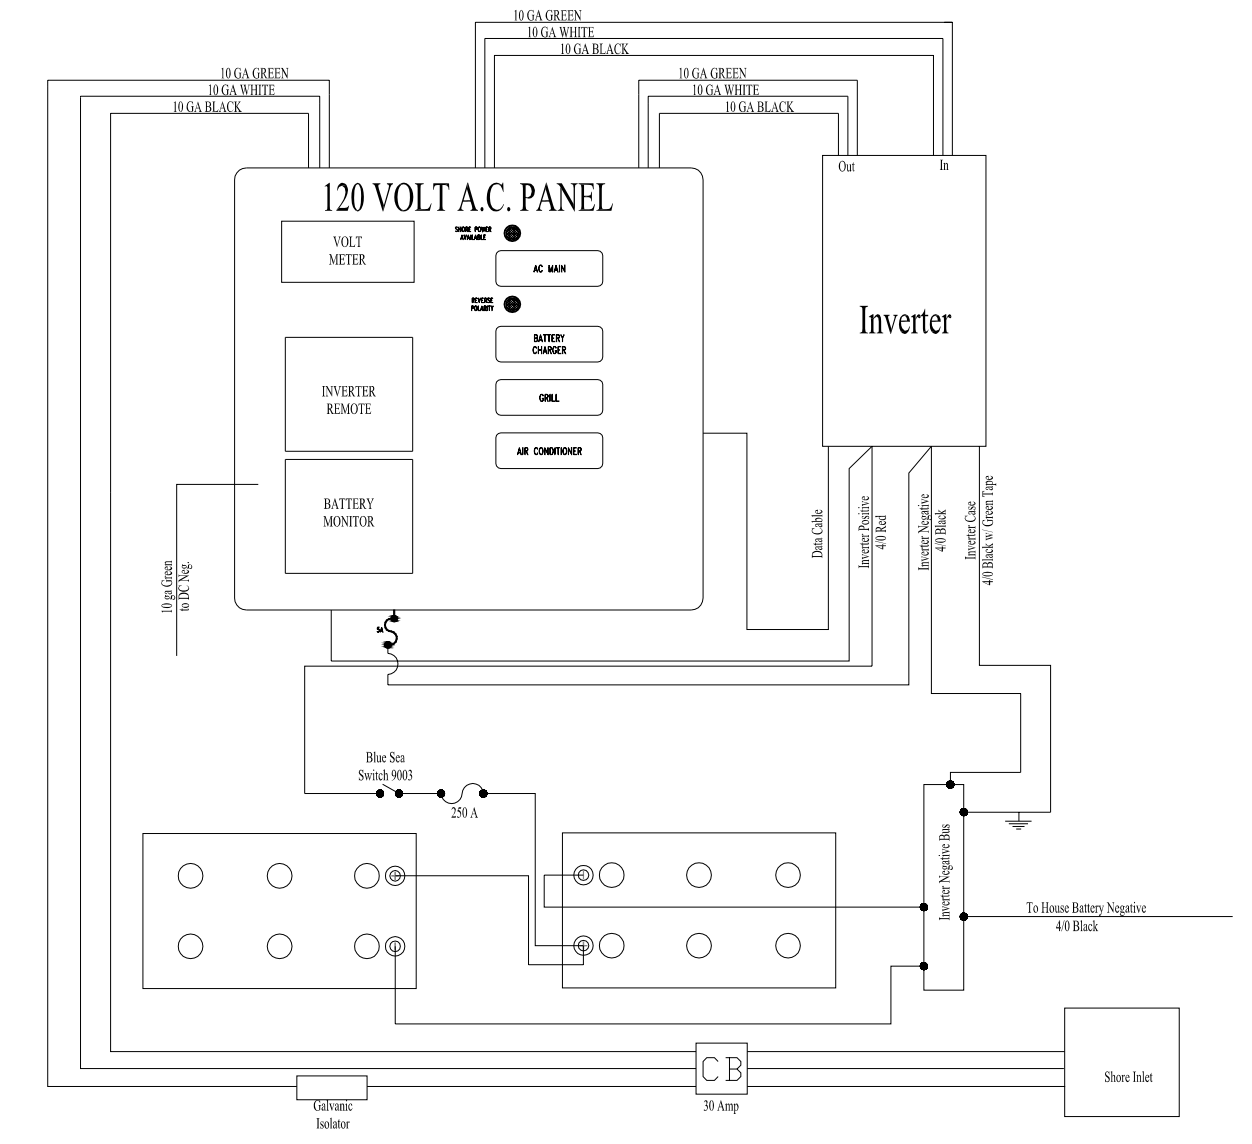 10 GA GREEN
10 GA WHITE
10 GA BLACK
10 GA GREEN
10 GA WHITE
10 GA BLACK
10 GA GREEN
10 GA WHITE
10 GA BLACK
Out
In
120 VOLT A.C. PANEL
VOLT
METER
SHORE POWER
AVAILABLE
AC MAIN
REVERSE
POLARITY
BATTERY
CHARGER
Inverter
INVERTER
REMOTE
GRILL
AIR CONDITIONER
BATTERY
MONITOR
10 ga Green
to DC Neg.
5A
Data Cable
Inverter Positive
4/0 Red
Inverter Negative
4/0 Black
Inverter Case
4/0 Black w/ Green Tape
Blue Sea
Switch 9003
250 A
Inverter Negative Bus
To House Battery Negative
4/0 Black
CB
30 Amp
Shore Inlet
Galvanic
Isolator